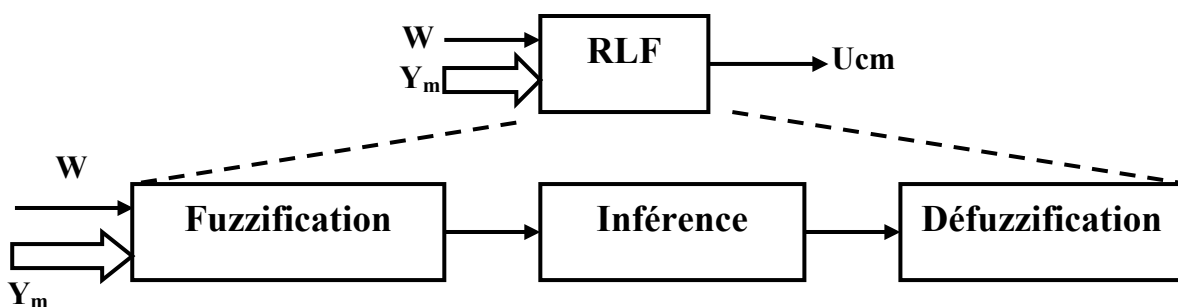 W
RLF
Ucm
Yₘ
W
Fuzzification
Inférence
Défuzzification
Yₘ